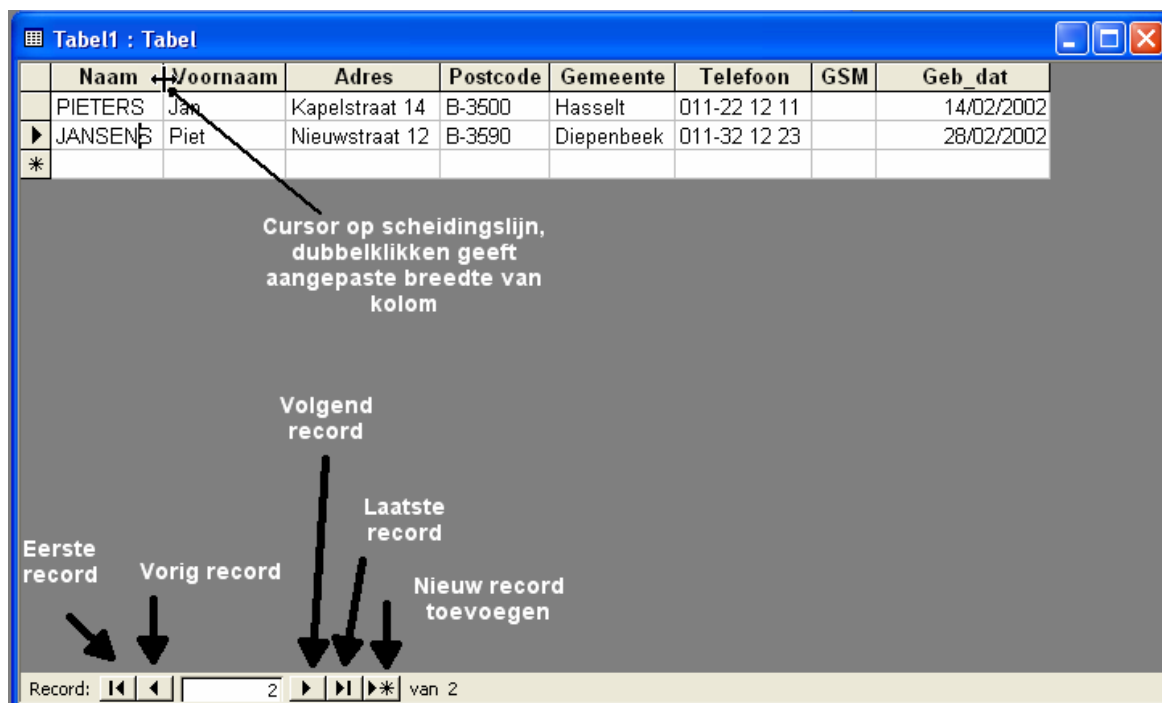 Tabel1 : Tabel
Naam Voornaam Adres Postcode Gemeente Telefoon GSM Geb_dat
PIETERS Jan Kapelstraat 14 B-3500 Hasselt 011-22 12 11 14/02/2002
JANSENS Piet Nieuwstraat 12 B-3590 Diepenbeek 011-32 12 23 28/02/2002
Cursor op scheidingslijn,
dubbelklikken geeft
aangepaste breedte van
kolom
Volgend
record
Laatste
record
Eerste
record
Vorig record
Nieuw record
toevoegen
Record: 2 van 2